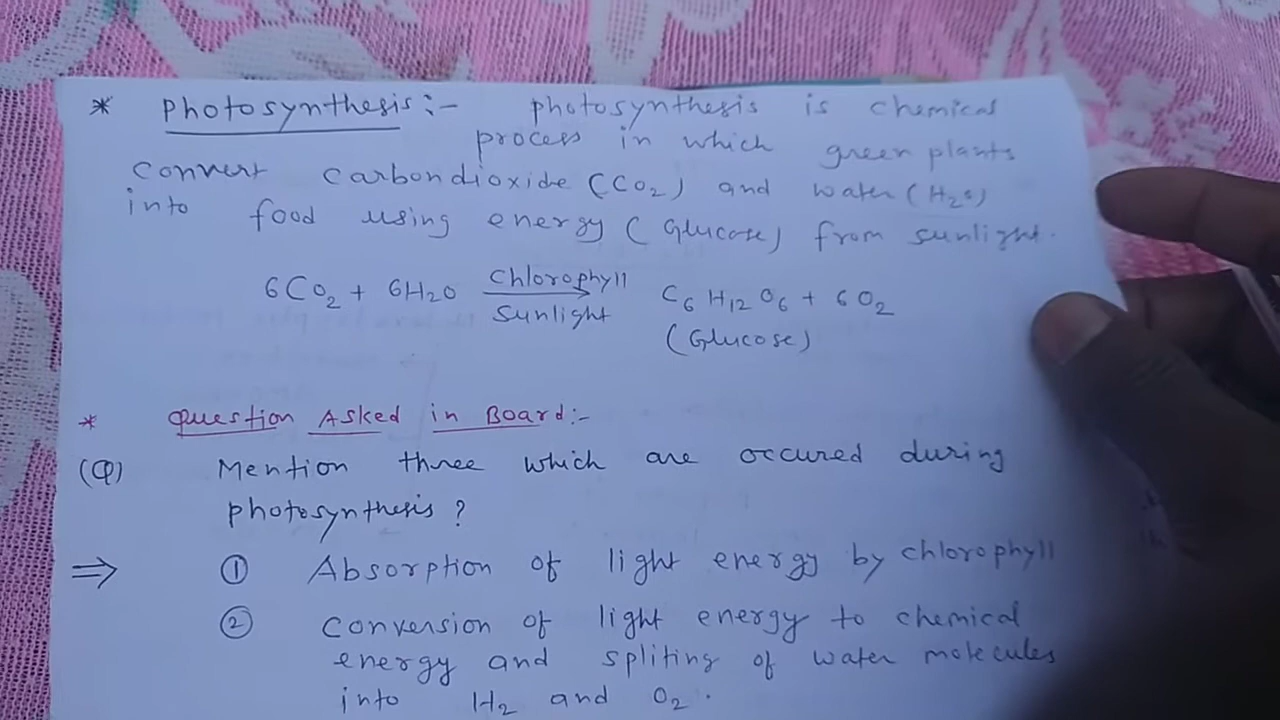 * Photosynthesis:- photosynthesis is chemical
process in which green plants
convert carbondioxide (CO₂) and water (H₂O)
into food using energy (Glucose) from sunlight.
6CO₂ + 6H₂O Chlorophyll → Sunlight C₆H₁₂O₆ + 6O₂
(Glucose)
* Question Asked in Board:-
(Q) Mention three which are occured during
photosynthesis?
⇒ ① Absorption of light energy by chlorophyll
② Conversion of light energy to chemical
energy and spliting of water molecules
into H₂ and O₂.